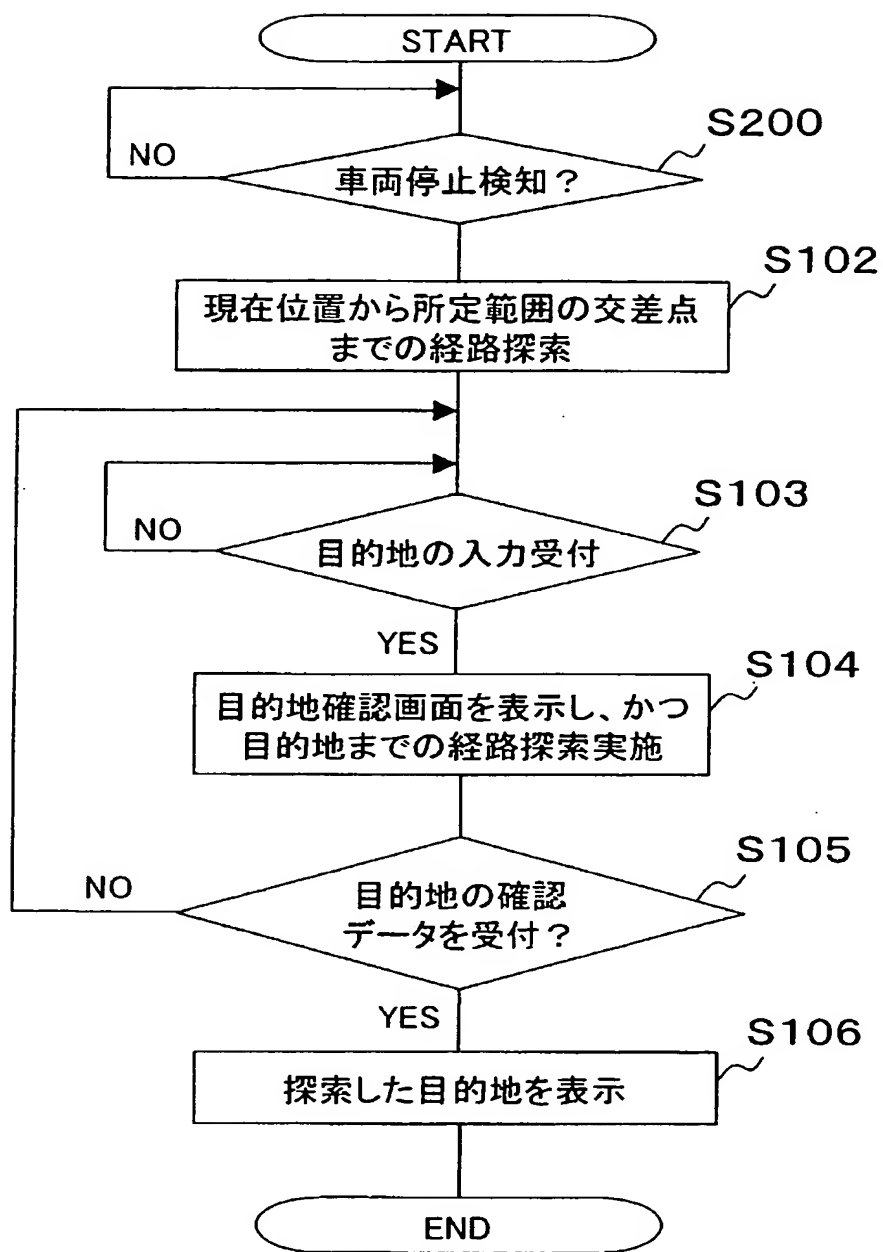 START
S200
NO
車両停止検知？
S102
現在位置から所定範囲の交差点
までの経路探索
S103
NO
目的地の入力受付
YES
S104
目的地確認画面を表示し、かつ
目的地までの経路探索実施
S105
NO
目的地の確認
データを受付？
YES
S106
探索した目的地を表示
END